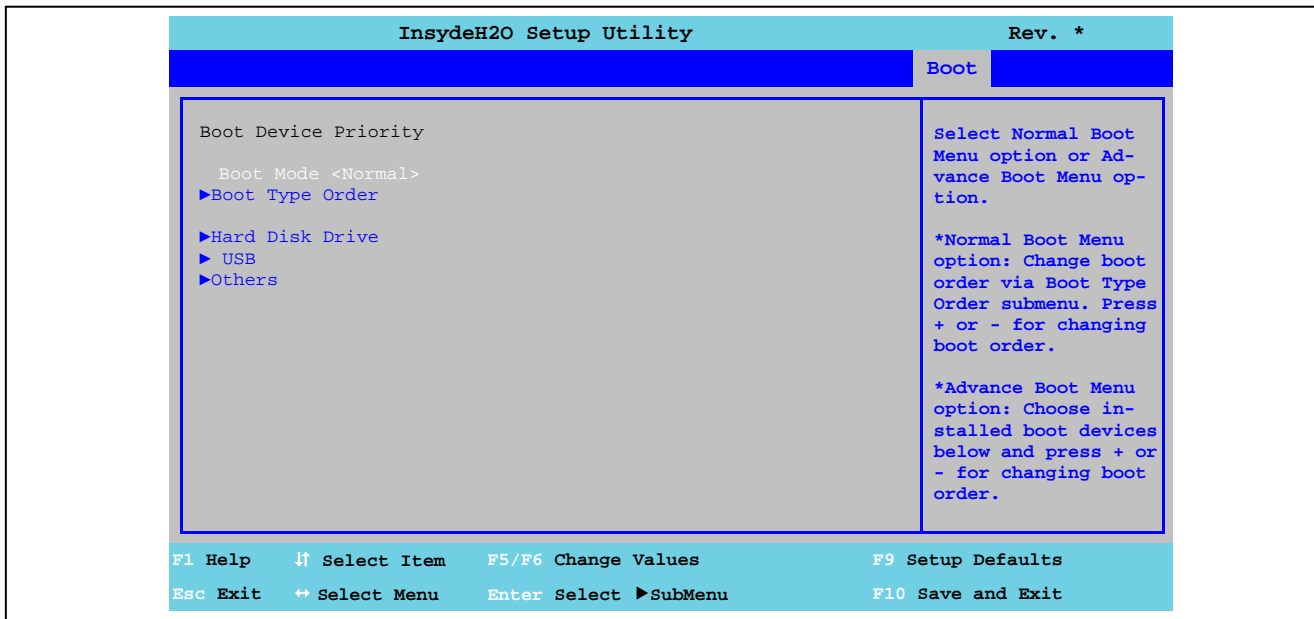 InsydeH2O Setup Utility Rev. *
Boot
Boot Device Priority
Boot Mode <Normal>
►Boot Type Order
►Hard Disk Drive
► USB
►Others
Select Normal Boot
Menu option or Ad-
vance Boot Menu op-
tion.
*Normal Boot Menu
option: Change boot
order via Boot Type
Order submenu. Press
+ or - for changing
boot order.
*Advance Boot Menu
option: Choose in-
stalled boot devices
below and press + or
- for changing boot
order.
F1 Help ↓↑ Select Item F5/F6 Change Values F9 Setup Defaults
Esc Exit ↔ Select Menu Enter Select ►SubMenu F10 Save and Exit